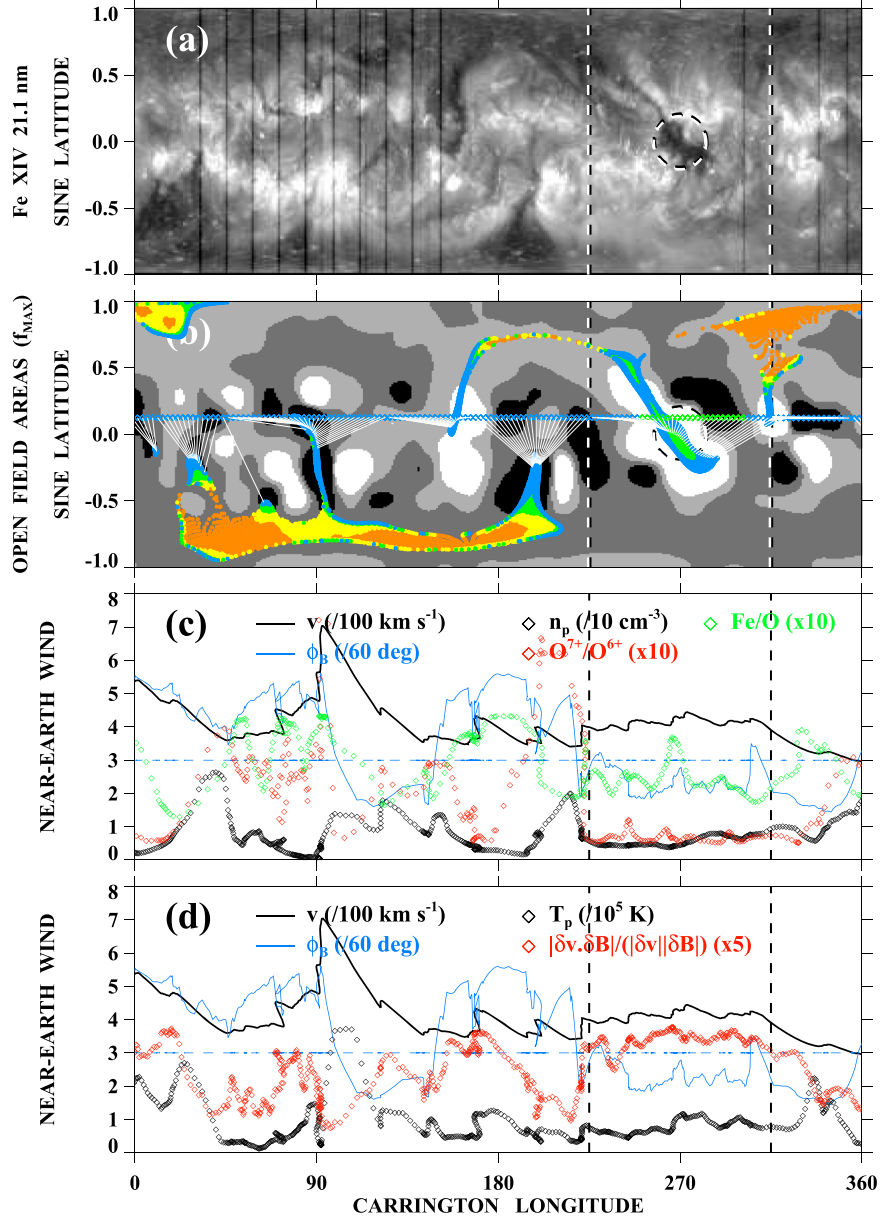 (a)
1.0
0.5
0.0
-0.5
-1.0
Fe XIV 21.1 nm
SINE LATITUDE
(b)
1.0
0.5
0.0
-0.5
-1.0
OPEN FIELD AREAS (fMAX)
SINE LATITUDE
(c)
v (/100 km s⁻¹)
ϕB (/60 deg)
np (/10 cm⁻³)
O⁷⁺/O⁶⁺ (x10)
Fe/O (x10)
8
7
6
5
4
3
2
1
0
NEAR-EARTH WIND
(d)
v (/100 km s⁻¹)
ϕB (/60 deg)
Tp (/10⁵ K)
|δv.δB|/(|δv||δB|) (x5)
8
7
6
5
4
3
2
1
0
NEAR-EARTH WIND
0 90 180 270 360
CARRINGTON LONGITUDE